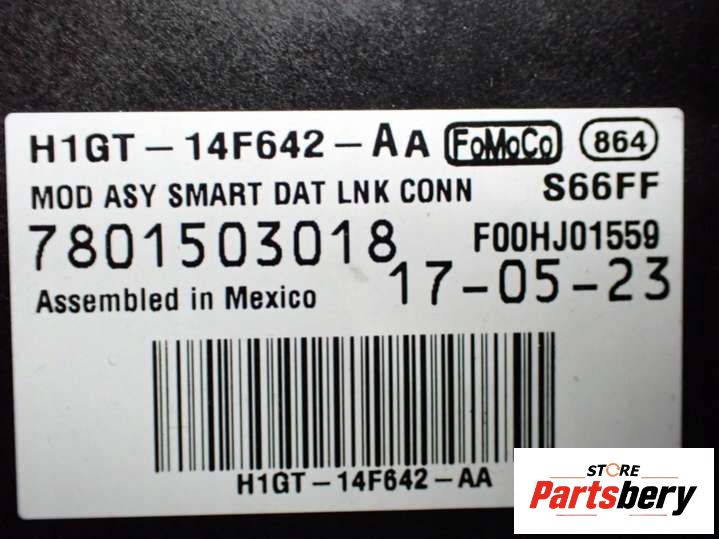 H1GT-14F642-AA FoMoCo 864
MOD ASY SMART DAT LNK CONN S66FF
7801503018 F00HJ01559
Assembled in Mexico 17-05-23
H1GT-14F642-AA
STORE
Partsbery